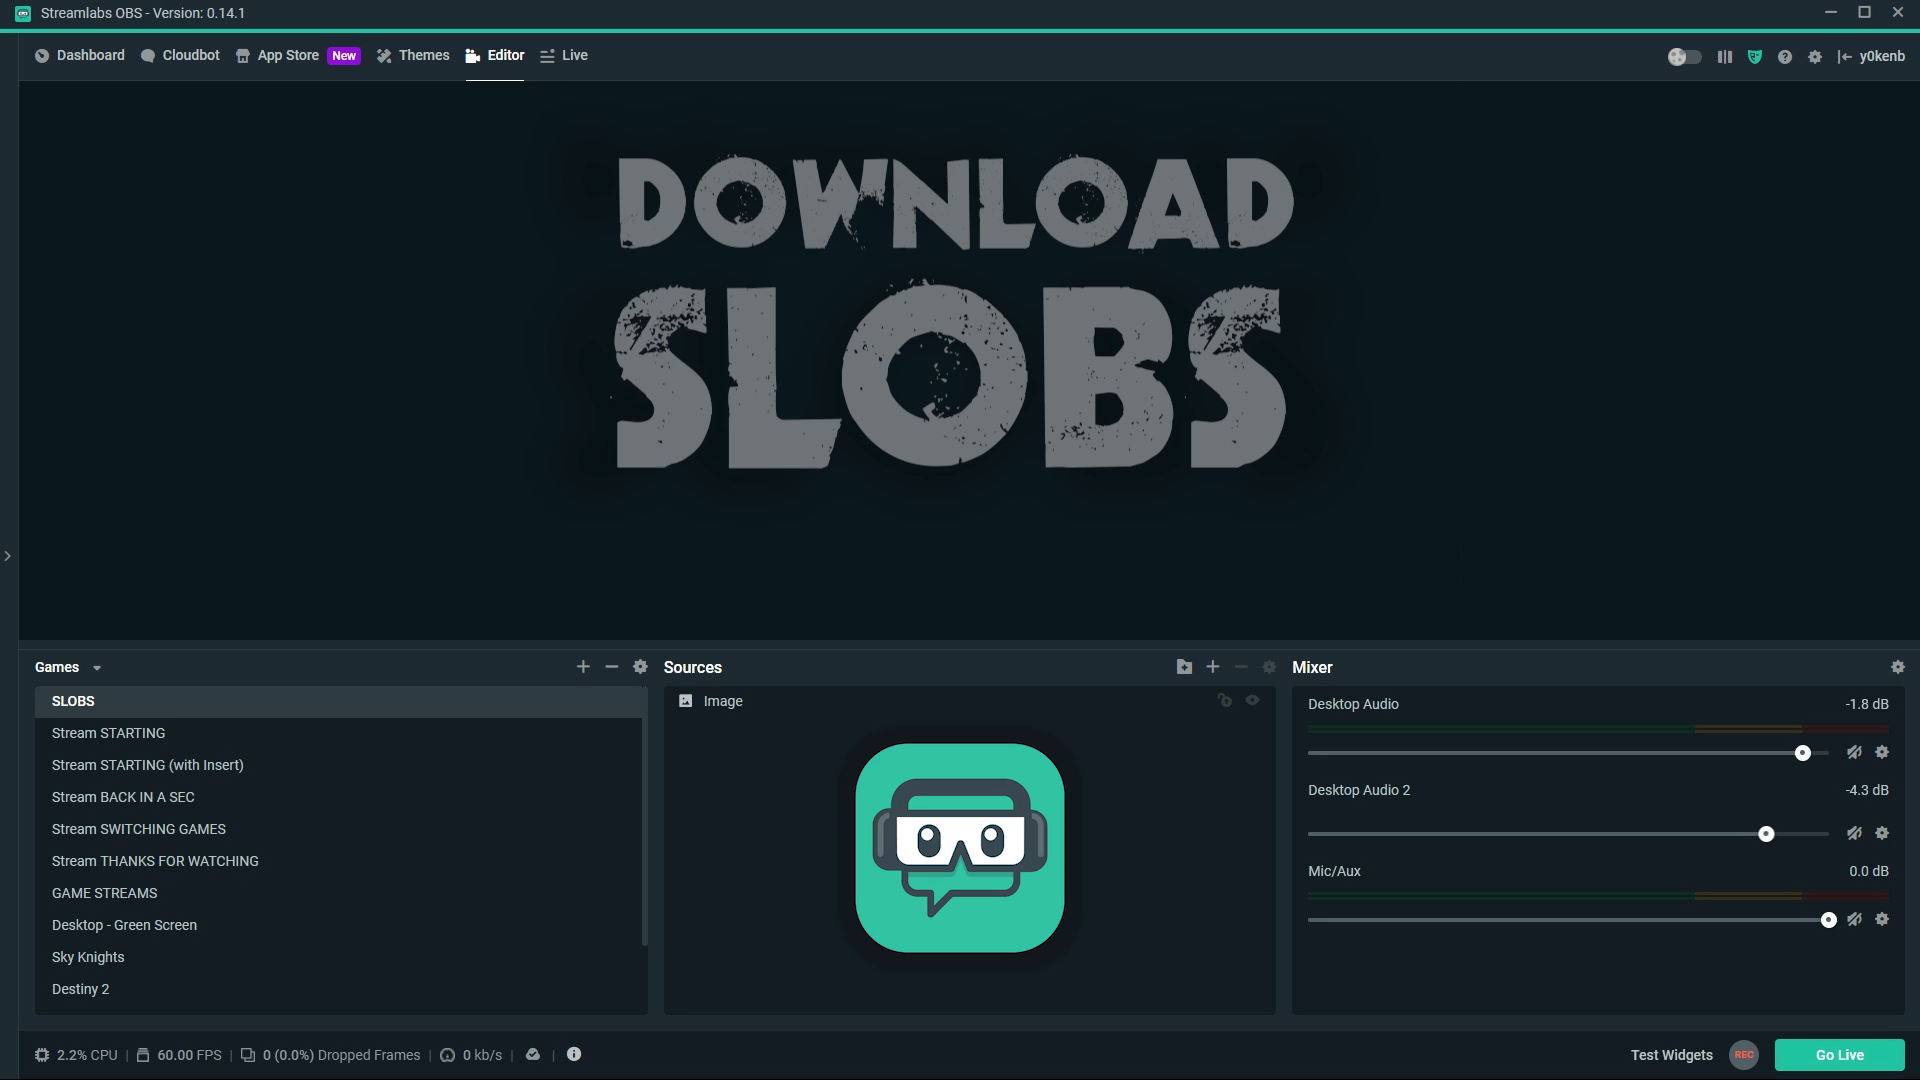 Streamlabs OBS - Version: 0.14.1
Dashboard Cloudbot App Store New Themes Editor Live y0kenb
DOWNLOAD
SLOBS
Games
SLOBS
Stream STARTING
Stream STARTING (with Insert)
Stream BACK IN A SEC
Stream SWITCHING GAMES
Stream THANKS FOR WATCHING
GAME STREAMS
Desktop - Green Screen
Sky Knights
Destiny 2
Sources
Image
Mixer
Desktop Audio -1.8 dB
Desktop Audio 2 -4.3 dB
Mic/Aux 0.0 dB
2.2% CPU | 60.00 FPS | 0 (0.0%) Dropped Frames | 0 kb/s | |
Test Widgets REC Go Live